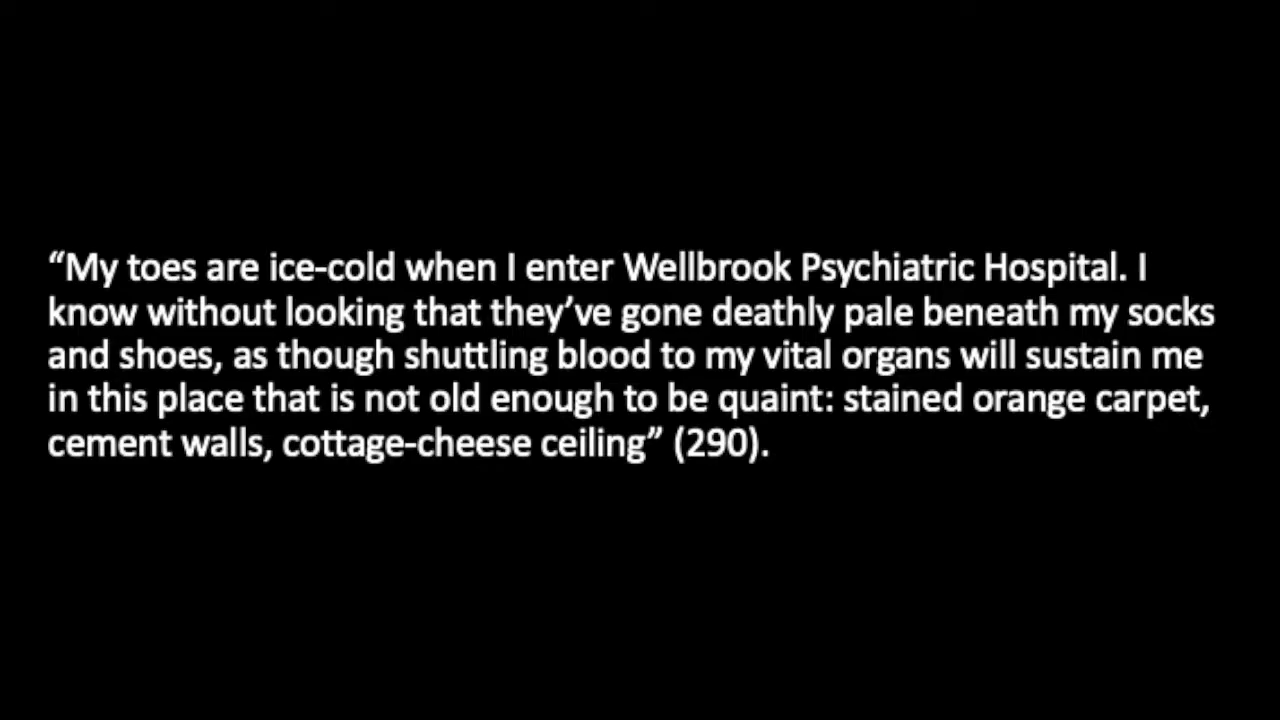 “My toes are ice-cold when I enter Wellbrook Psychiatric Hospital. I
know without looking that they’ve gone deathly pale beneath my socks
and shoes, as though shuttling blood to my vital organs will sustain me
in this place that is not old enough to be quaint: stained orange carpet,
cement walls, cottage-cheese ceiling” (290).